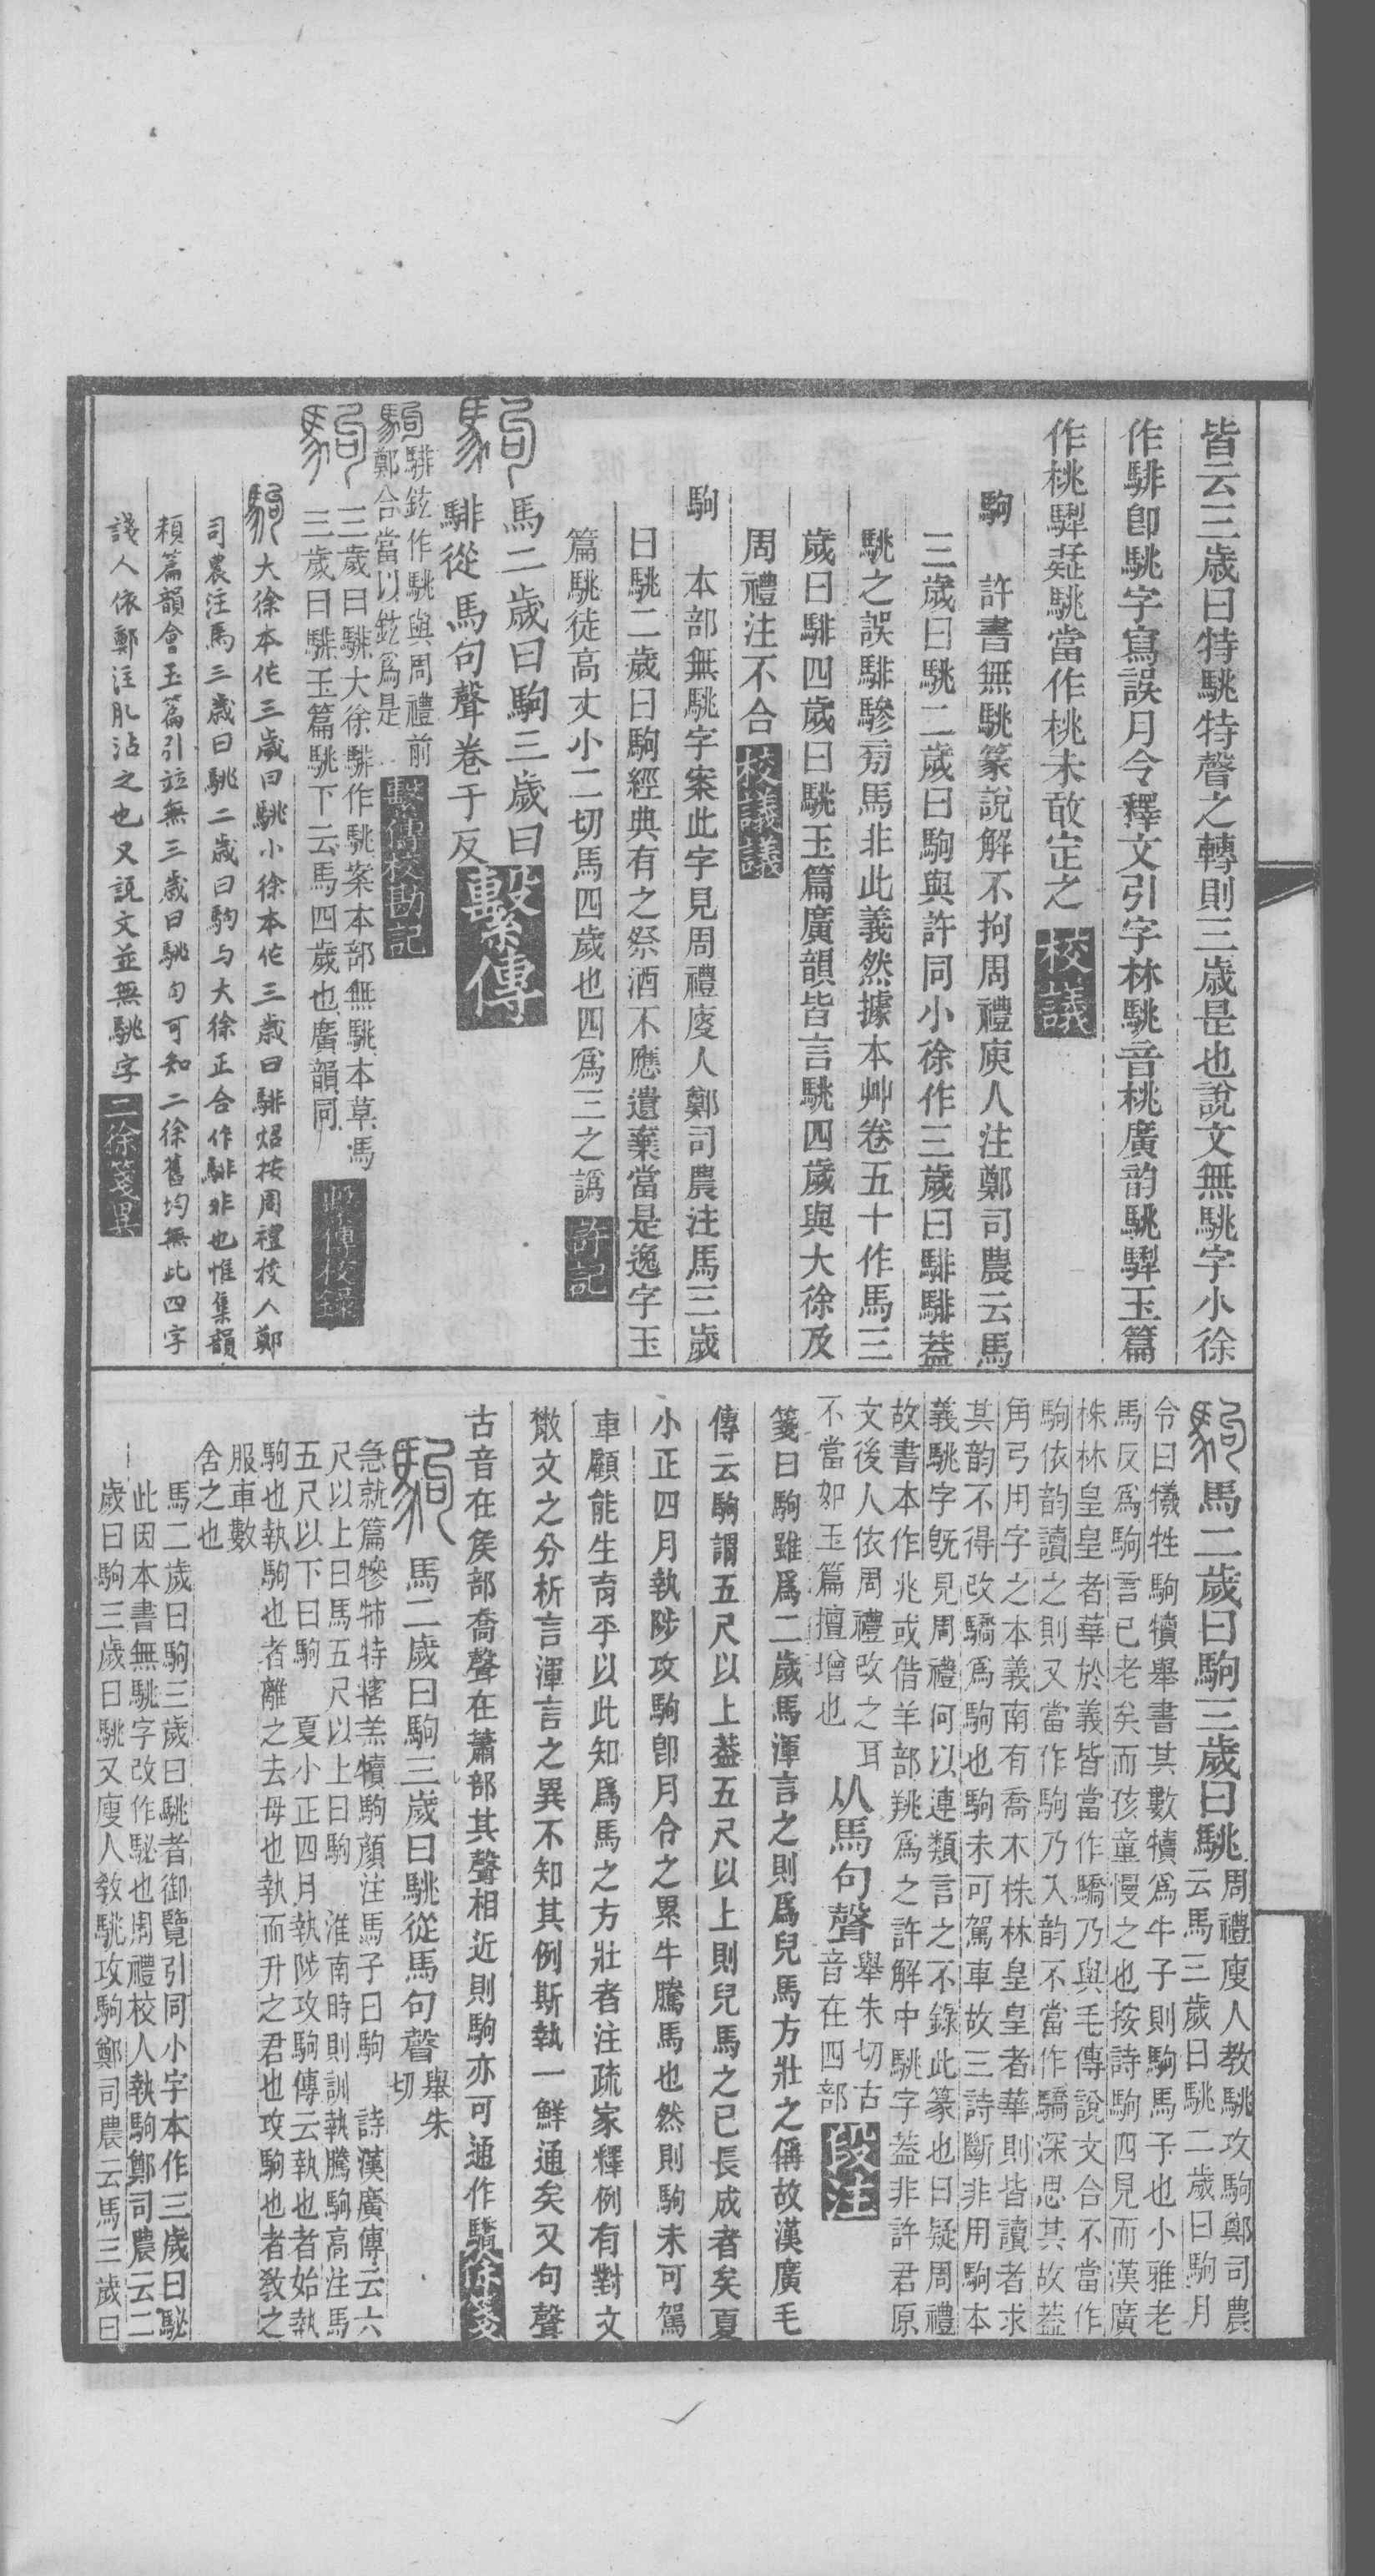 皆云三歲曰特駣特聲之轉則三歲是也說文無駣字小徐
作騑卽駣字寫誤月令釋文引字林駣音桃廣韵駣騲玉篇
作桃騲疑駣當作桃未敢定之 校議
駒 許書無駣篆說解不拘周禮庾人注鄭司農云馬
三歲曰駣二歲曰駒與許同小徐作三歲曰騑騑葢
駣之誤騑驂㫄馬非此義然據本艸卷五十作馬三
歲曰騑四歲曰駣玉篇廣韻皆言駣四歲與大徐及
周禮注不合 校議議
駒 本部無駣字案此字見周禮廋人鄭司農注馬三歲
曰駣二歲曰駒經典有之祭酒不應遺棄當是逸字玉
篇駣徒高丈小二切馬四歲也四爲三之譌 許記
駒 馬二歲曰駒三歲曰
騑從馬句聲卷于反 繫傳
駒 騑鉉作駣與周禮前
鄭合當以鉉爲是 繫傳校勘記
駒 三歲曰騑大徐騑作駣案本部無駣本草馬
三歲曰騑玉篇駣下云馬四歲也廣韻同 繫傳校錄
駒 大徐本作三歲曰駣小徐本作三歲曰騑炤按周禮校人鄭
司農注馬三歲曰駣二歲曰駒与大徐正合作騑非也惟集韻
類篇韻會玉篇引竝無三歲曰駣句可知二徐舊均無此四字
淺人依鄭注肊沾之也又說文並無駣字 二徐箋異
駒 馬二歲曰駒三歲曰駣 周禮廋人教駣攻駒鄭司農
云馬三歲曰駣二歲曰駒月
令曰犧牲駒犢舉書其數犢爲牛子則駒馬子也小雅老
馬反爲駒言已老矣而孩童慢之也按詩駒四見而漢廣
株林皇皇者華於義皆當作驕乃與毛傳說文合不當作
駒依韵讀之則又當作駒乃入韵不當作驕深思其故葢
角弓用字之本義南有喬木株林皇皇者華則皆讀者求
其韵不得改驕爲駒也駒未可駕車故三詩斷非用駒本
義駣字旣見周禮何以連類言之不錄此篆也曰疑周禮
故書本作兆或借羊部羜爲之許解中駣字葢非許君原
文後人依周禮改之耳
不當如玉篇擅增也 从馬句聲 舉朱切古
音在四部 段注
箋曰駒雖爲二歲馬渾言之則爲兒馬方壯之偁故漢廣毛
傳云駒謂五尺以上葢五尺以上則兒馬之已長成者矣夏
小正四月執陟攻駒卽月令之累牛騰馬也然則駒未可駕
車顧能生育乎以此知爲馬之方壯者注疏家釋例有對文
散文之分析言渾言之異不知其例斯執一鮮通矣又句聲
古音在矦部喬聲在蕭部其聲相近則駒亦可通作驕 徐箋
駒 馬二歲曰駒三歲曰駣從馬句聲 舉朱
切
急就篇犙㹑特犗羔犢駒顏注馬子曰駒 詩漢廣傳云六
尺以上曰馬五尺以上曰駒 淮南時則訓執騰駒高注馬
五尺以下曰駒 夏小正四月執陟攻駒傳云執也者始執
駒也執駒也者離之去母也執而升之君也攻駒也者敎之
服車數
舍之也
馬二歲曰駒三歲曰駣者御覽引同小字本作三歲曰駜
此因本書無駣字改作駜也周禮校人執駒鄭司農云二
歲曰駒三歲曰駣又廋人敎駣攻駒鄭司農云馬三歲曰